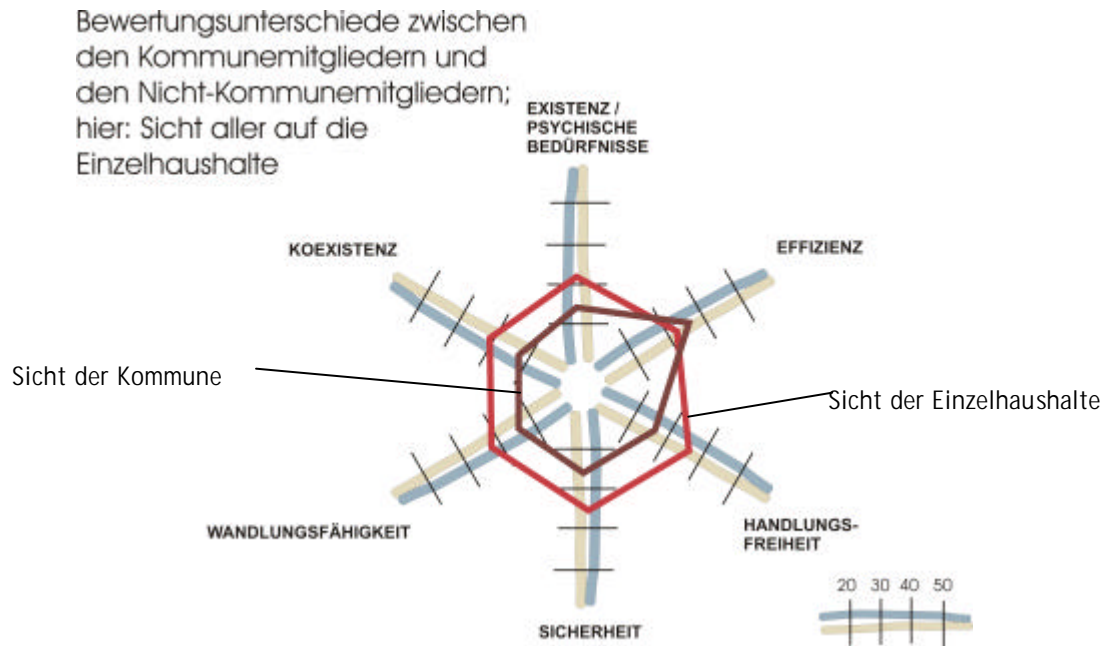 Bewertungsunterschiede zwischen
den Kommunemitgliedern und
den Nicht-Kommunemitgliedern;
hier: Sicht aller auf die
Einzelhaushalte
EXISTENZ /
PSYCHISCHE
BEDÜRFNISSE
KOEXISTENZ
EFFIZIENZ
Sicht der Kommune
Sicht der Einzelhaushalte
WANDLUNGSFÄHIGKEIT
HANDLUNGS-
FREIHEIT
SICHERHEIT
20 30 40 50